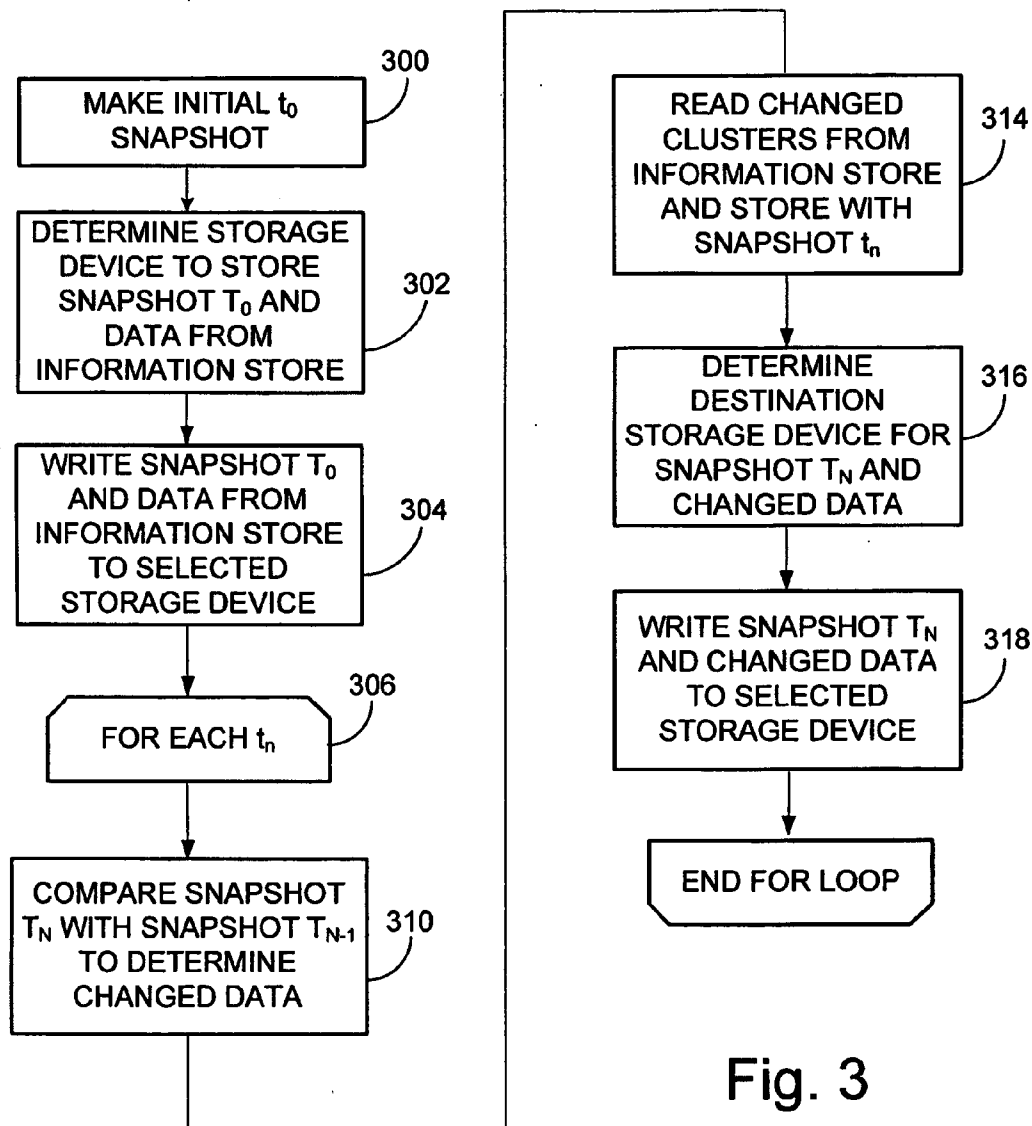 300
MAKE INITIAL t₀
SNAPSHOT
DETERMINE STORAGE
DEVICE TO STORE
SNAPSHOT T₀ AND
DATA FROM
INFORMATION STORE
302
WRITE SNAPSHOT T₀
AND DATA FROM
INFORMATION STORE
TO SELECTED
STORAGE DEVICE
304
306
FOR EACH tₙ
COMPARE SNAPSHOT
T_N WITH SNAPSHOT T_N-1
TO DETERMINE
CHANGED DATA
310
READ CHANGED
CLUSTERS FROM
INFORMATION STORE
AND STORE WITH
SNAPSHOT tₙ
314
DETERMINE
DESTINATION
STORAGE DEVICE FOR
SNAPSHOT T_N AND
CHANGED DATA
316
WRITE SNAPSHOT T_N
AND CHANGED DATA
TO SELECTED
STORAGE DEVICE
318
END FOR LOOP
Fig. 3